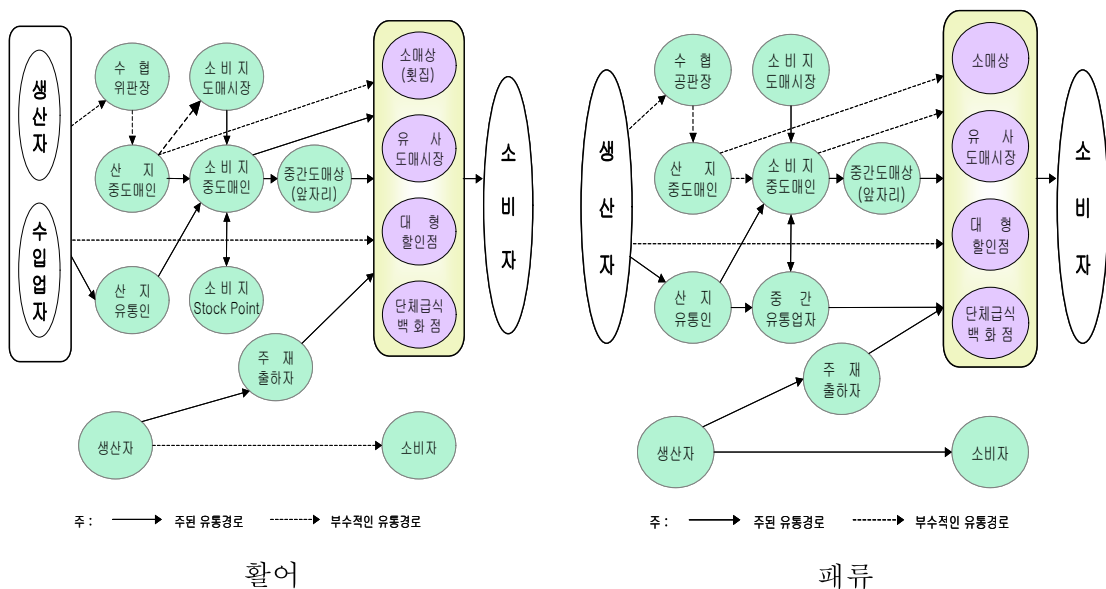 생산자
수입업자
수 협
위판장
소 비 지
도매시장
산 지
중도매인
소 비 지
중도매인
중간도매상
(앞자리)
산 지
유통인
소 비 지
Stock Point
소매상
(횟집)
유 사
도매시장
대 형
할인점
단체급식
백 화 점
소비자
주 재
출하자
생산자
소비자
주 :
주된 유통경로
부수적인 유통경로
활어
생산자
수 협
공판장
소 비 지
도매시장
산 지
중도매인
소 비 지
중도매인
중간도매상
(앞자리)
산 지
유통인
중 간
유통업자
소매상
유 사
도매시장
대 형
할인점
단체급식
백 화 점
소비자
주 재
출하자
생산자
소비자
주 :
주된 유통경로
부수적인 유통경로
패류